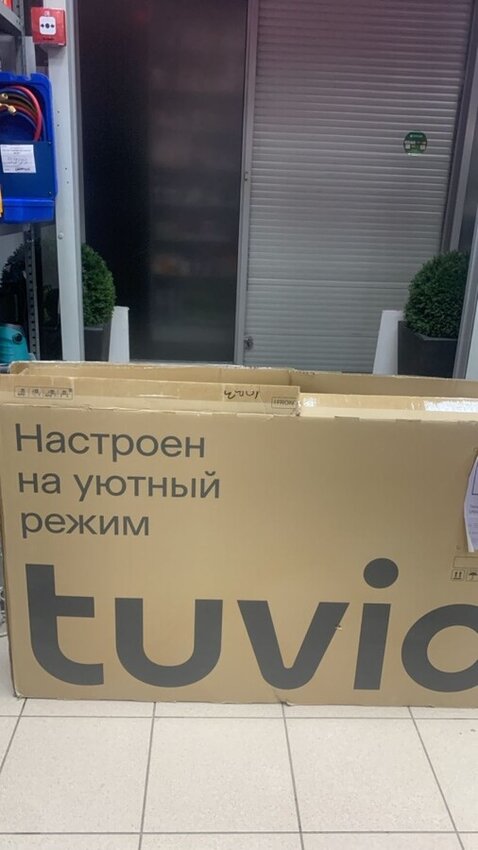 Настроен
на уютный
режим
tuvio